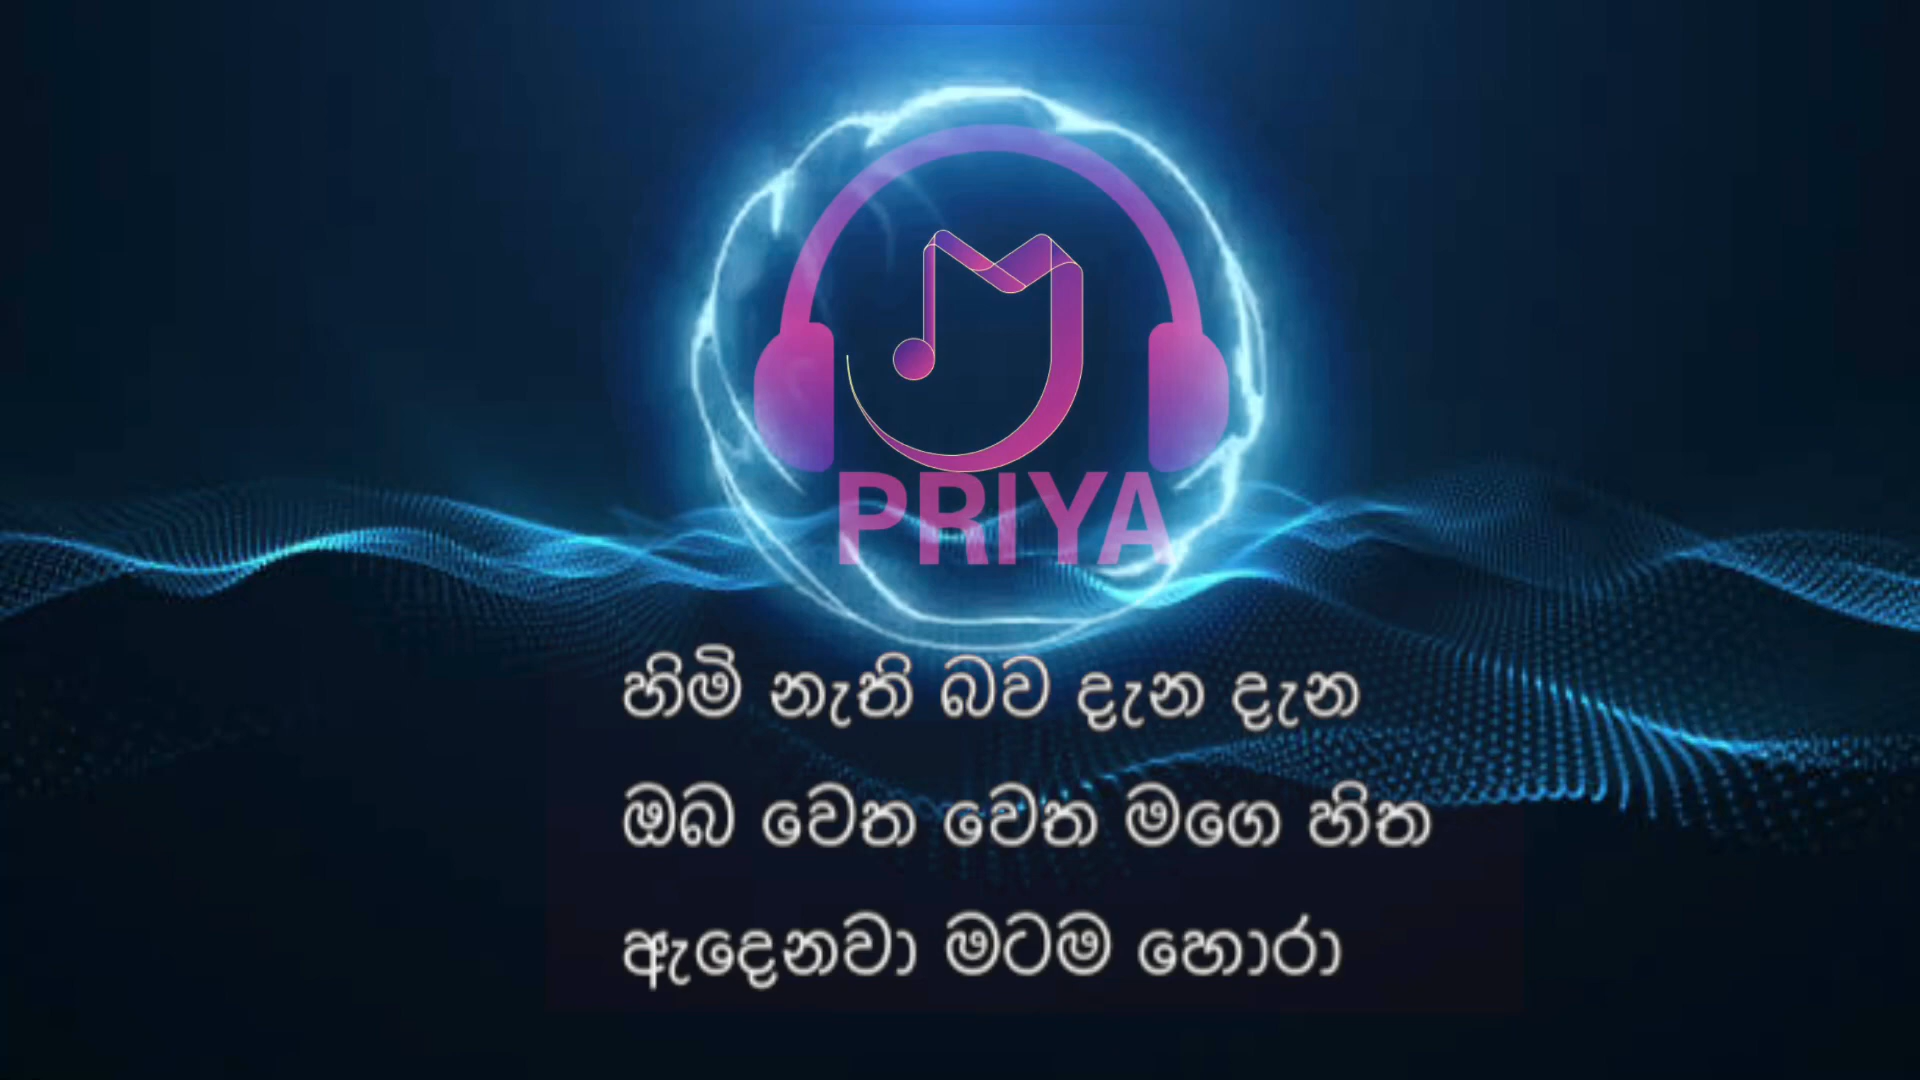 PRIYA
හිමි නැති බව දැන දැන
ඔබ වෙත වෙත මගෙ හිත
ඇදෙනවා මටම හොරා